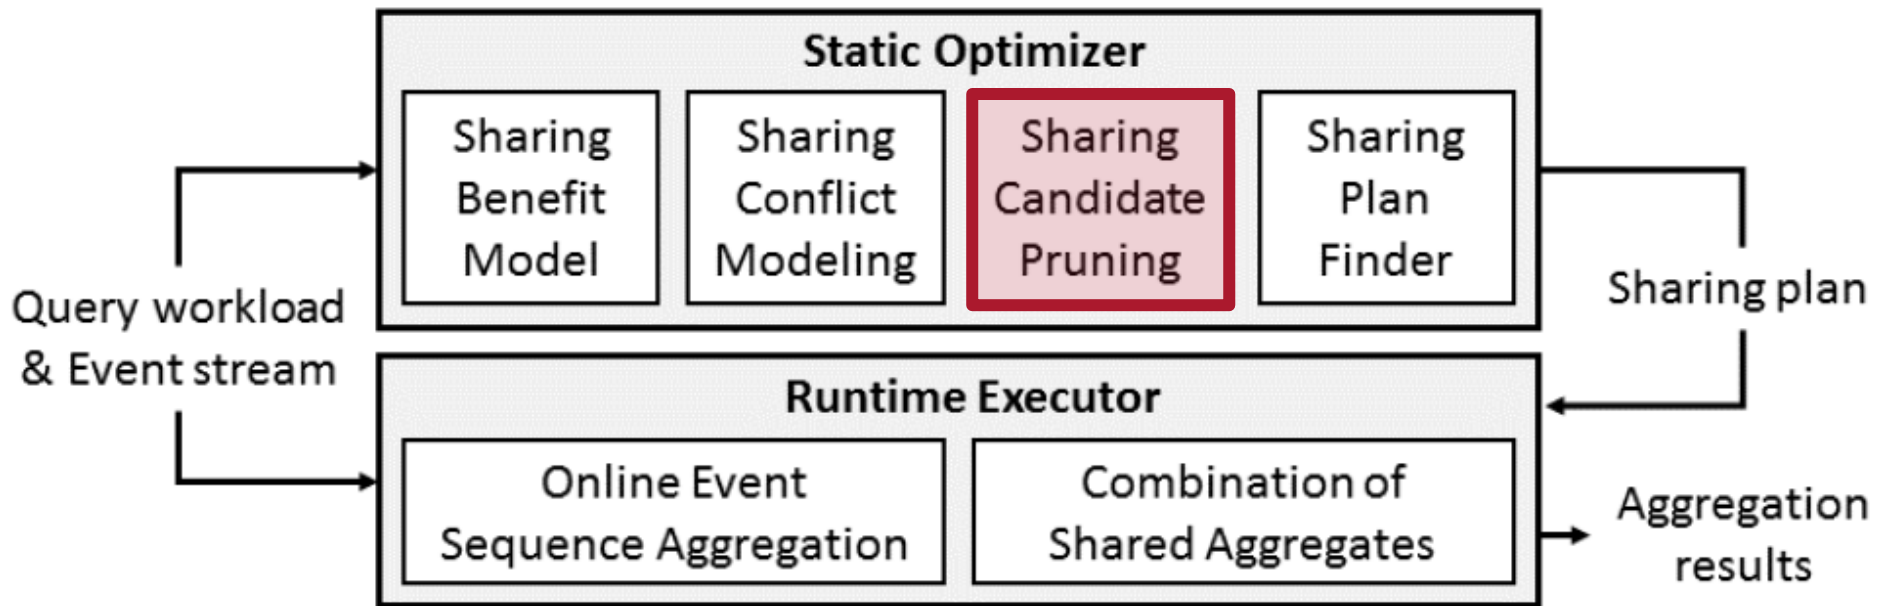 Static Optimizer
Sharing
Benefit
Model
Sharing
Conflict
Modeling
Sharing
Candidate
Pruning
Sharing
Plan
Finder
Query workload
& Event stream
Sharing plan
Runtime Executor
Online Event
Sequence Aggregation
Combination of
Shared Aggregates
Aggregation
results